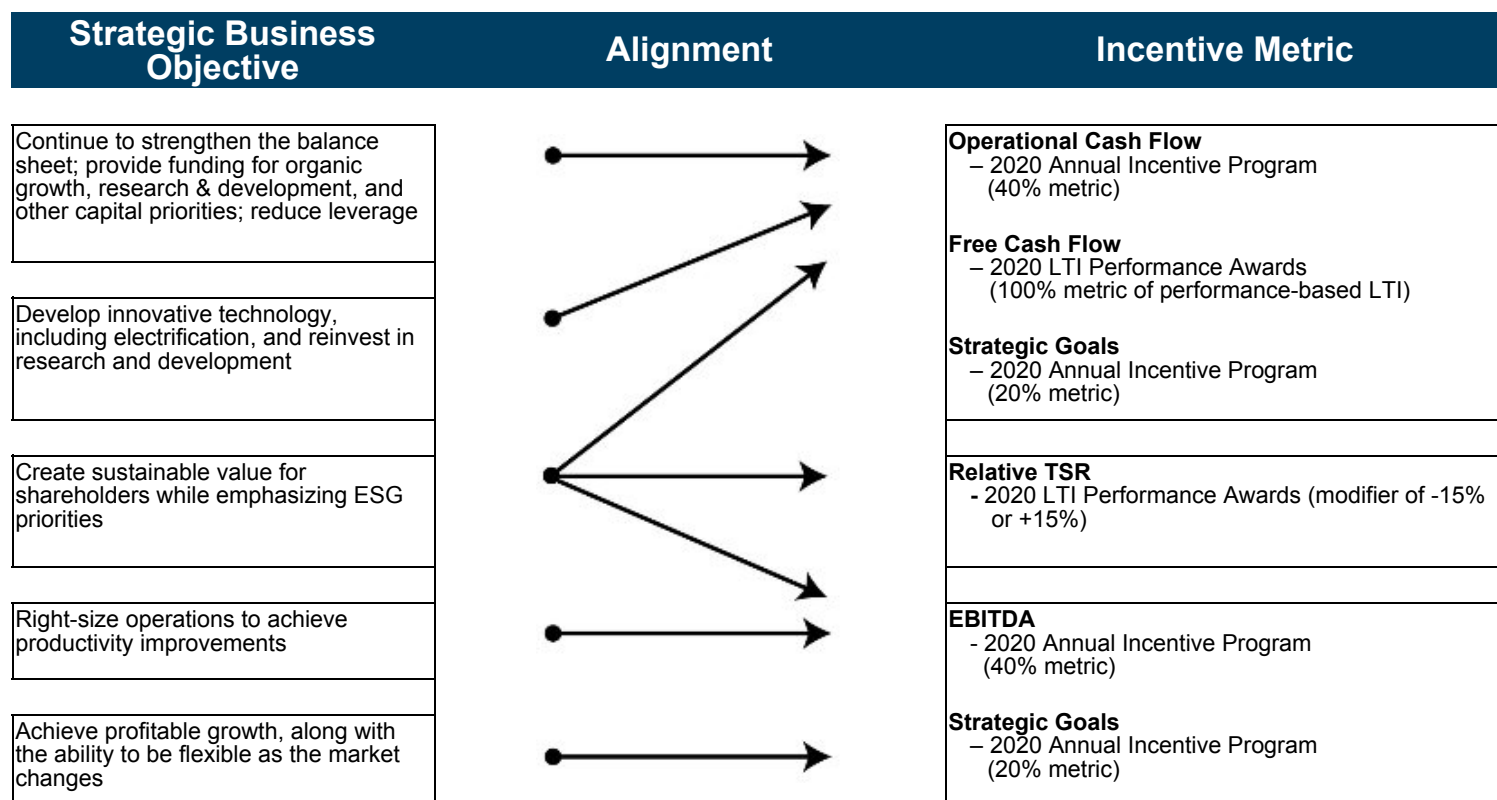 Strategic Business
Objective
Alignment
Incentive Metric
Continue to strengthen the balance
sheet; provide funding for organic
growth, research & development, and
other capital priorities; reduce leverage
Develop innovative technology,
including electrification, and reinvest in
research and development
Create sustainable value for
shareholders while emphasizing ESG
priorities
Right-size operations to achieve
productivity improvements
Achieve profitable growth, along with
the ability to be flexible as the market
changes
Operational Cash Flow
– 2020 Annual Incentive Program
(40% metric)
Free Cash Flow
– 2020 LTI Performance Awards
(100% metric of performance-based LTI)
Strategic Goals
– 2020 Annual Incentive Program
(20% metric)
Relative TSR
- 2020 LTI Performance Awards (modifier of -15%
or +15%)
EBITDA
- 2020 Annual Incentive Program
(40% metric)
Strategic Goals
– 2020 Annual Incentive Program
(20% metric)